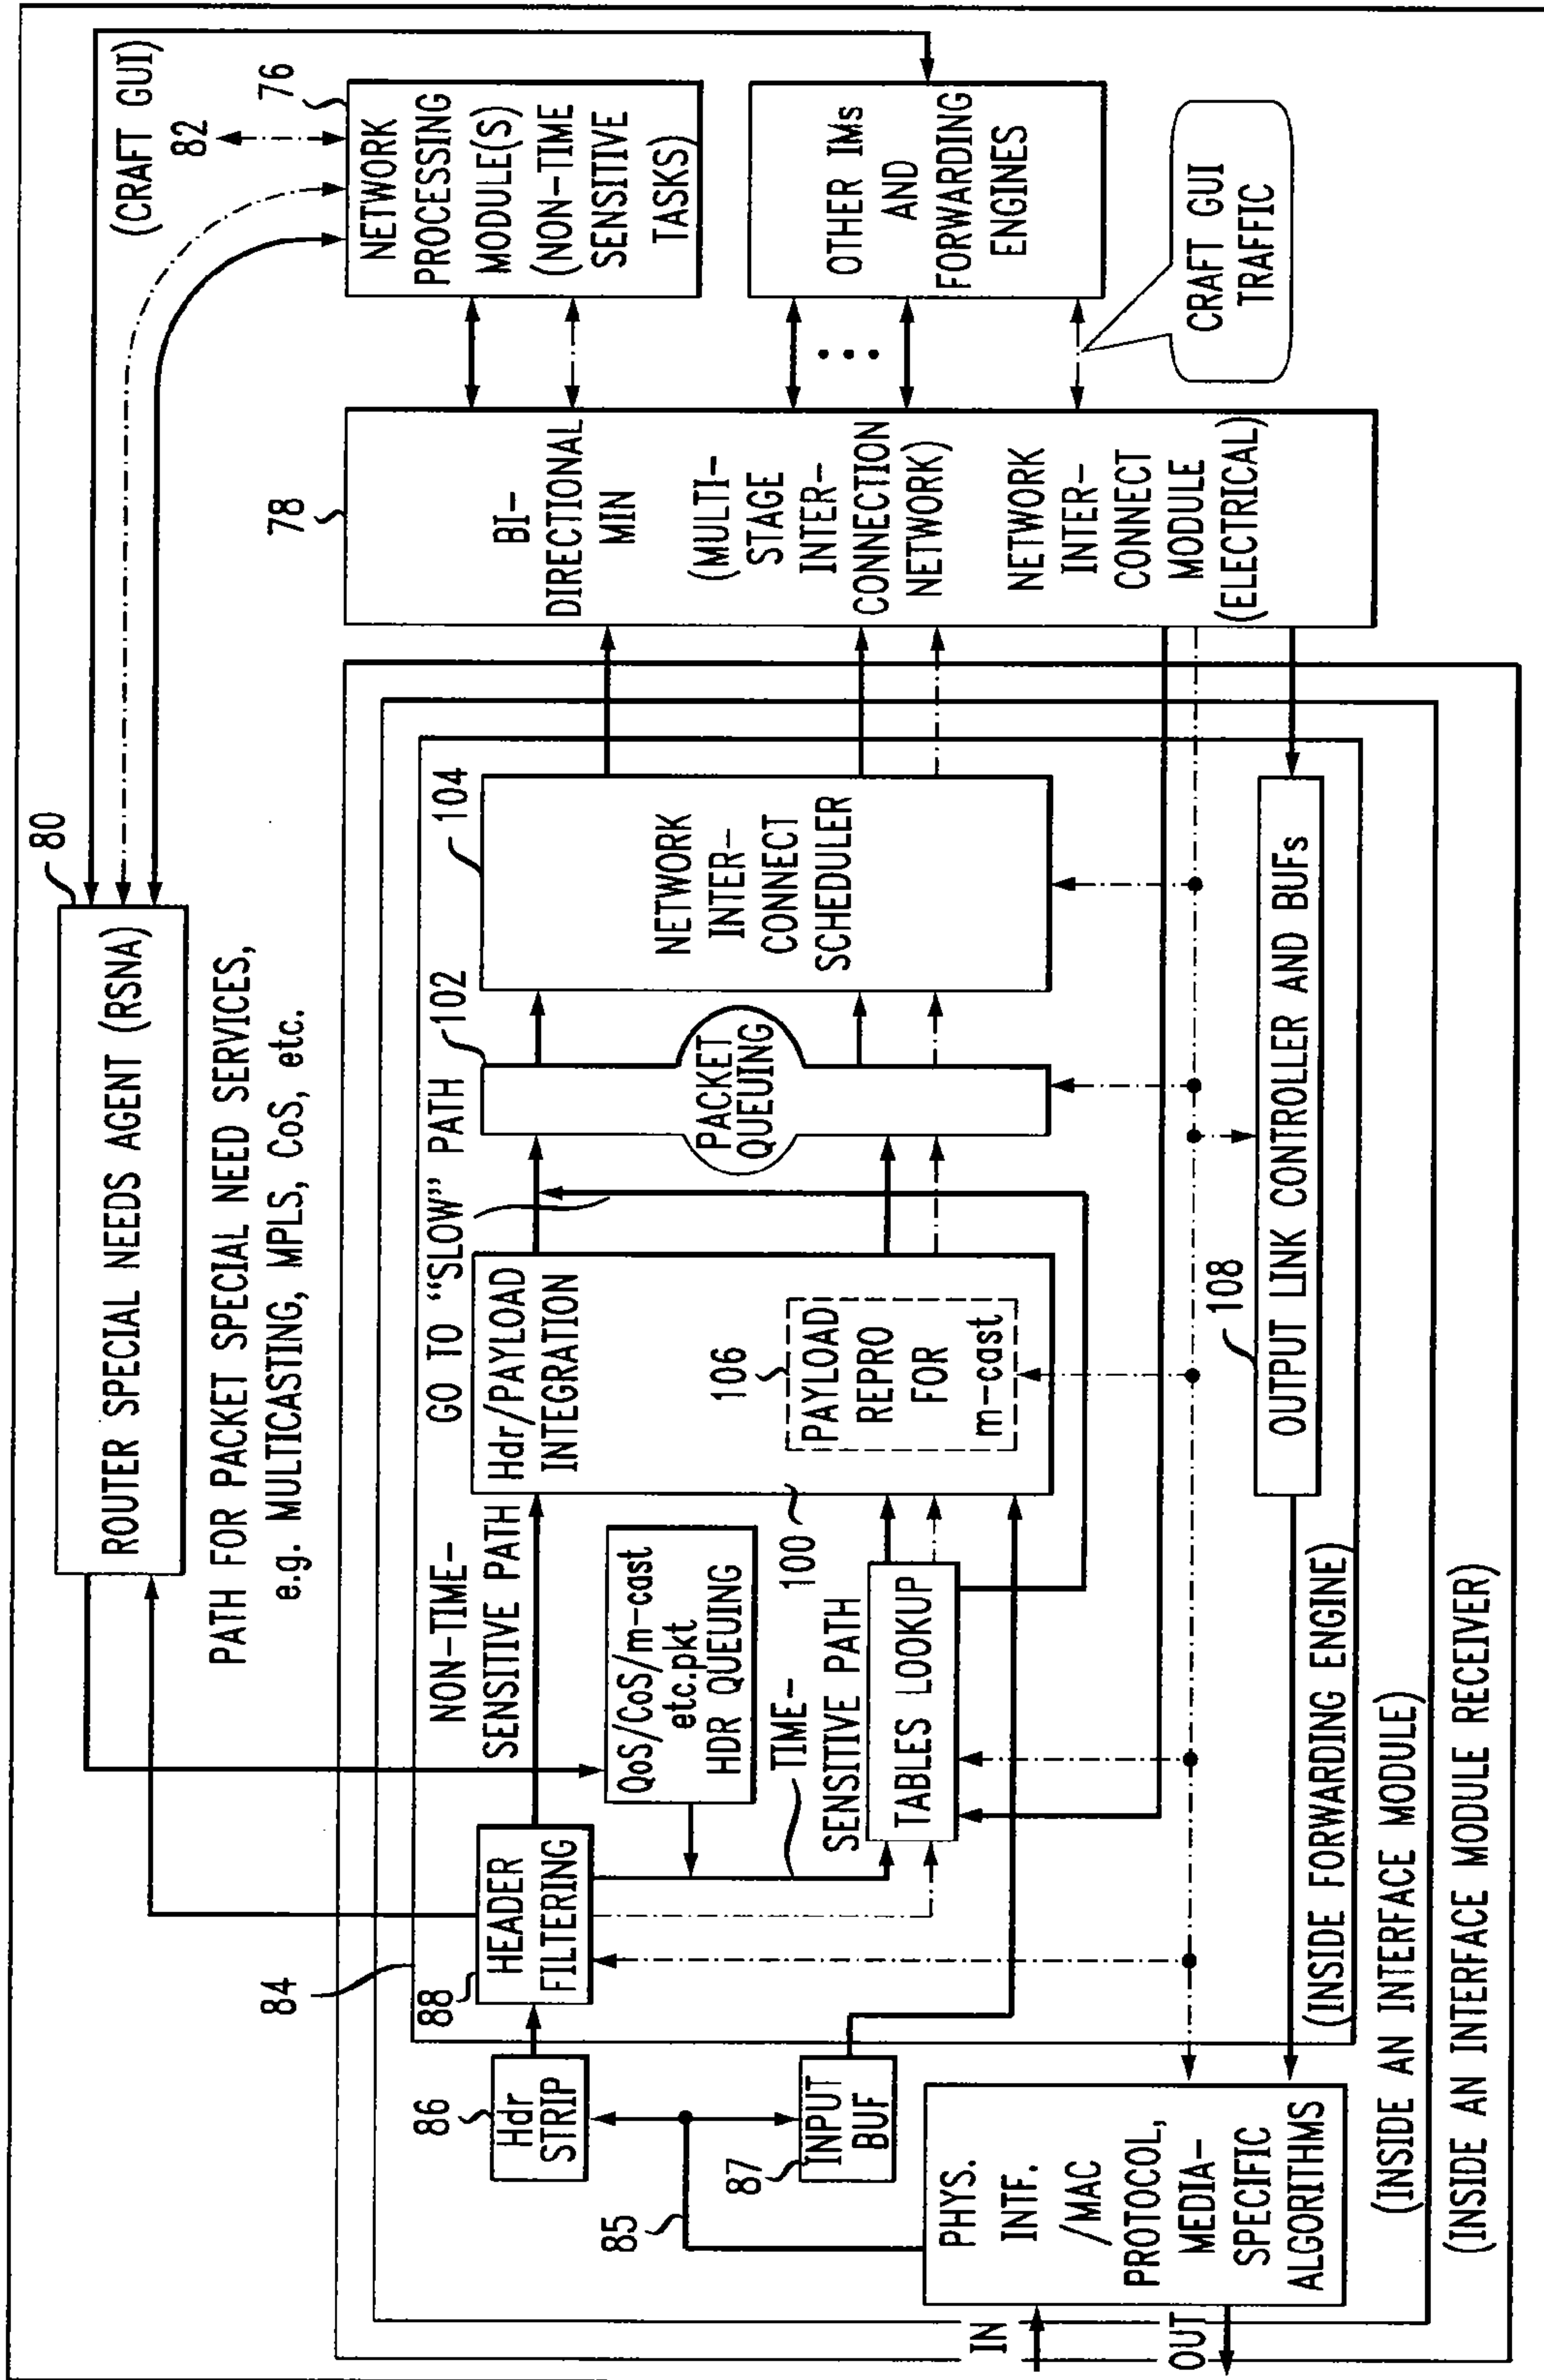 80
ROUTER SPECIAL NEEDS AGENT (RSNA)
(CRAFT GUI)
82
76
NETWORK
PROCESSING
MODULE(S)
(NON-TIME
SENSITIVE
TASKS)
PATH FOR PACKET SPECIAL NEED SERVICES,
e.g. MULTICASTING, MPLS, CoS, etc.
78
BI-
DIRECTIONAL
MIN
(MULTI-
STAGE
INTER-
CONNECTION
NETWORK)
NETWORK
INTER-
CONNECT
MODULE
(ELECTRICAL)
OTHER IMs
AND
FORWARDING
ENGINES
CRAFT GUI
TRAFFIC
84
86
Hdr
STRIP
88
HEADER
FILTERING
NON-TIME-
SENSITIVE PATH
GO TO "SLOW" PATH
102
104
QoS/CoS/m-cast
etc.pkt
HDR QUEUING
Hdr/PAYLOAD
INTEGRATION
PACKET
QUEUING
NETWORK
INTER-
CONNECT
SCHEDULER
TIME-
SENSITIVE PATH
100
106
PAYLOAD
REPRO
FOR
m-cast
TABLES LOOKUP
85
87
INPUT
BUF
PHYS.
INTF.
/MAC
PROTOCOL,
MEDIA-
SPECIFIC
ALGORITHMS
IN
OUT
108
OUTPUT LINK CONTROLLER AND BUFs
(INSIDE FORWARDING ENGINE)
(INSIDE AN INTERFACE MODULE)
(INSIDE AN INTERFACE MODULE RECEIVER)